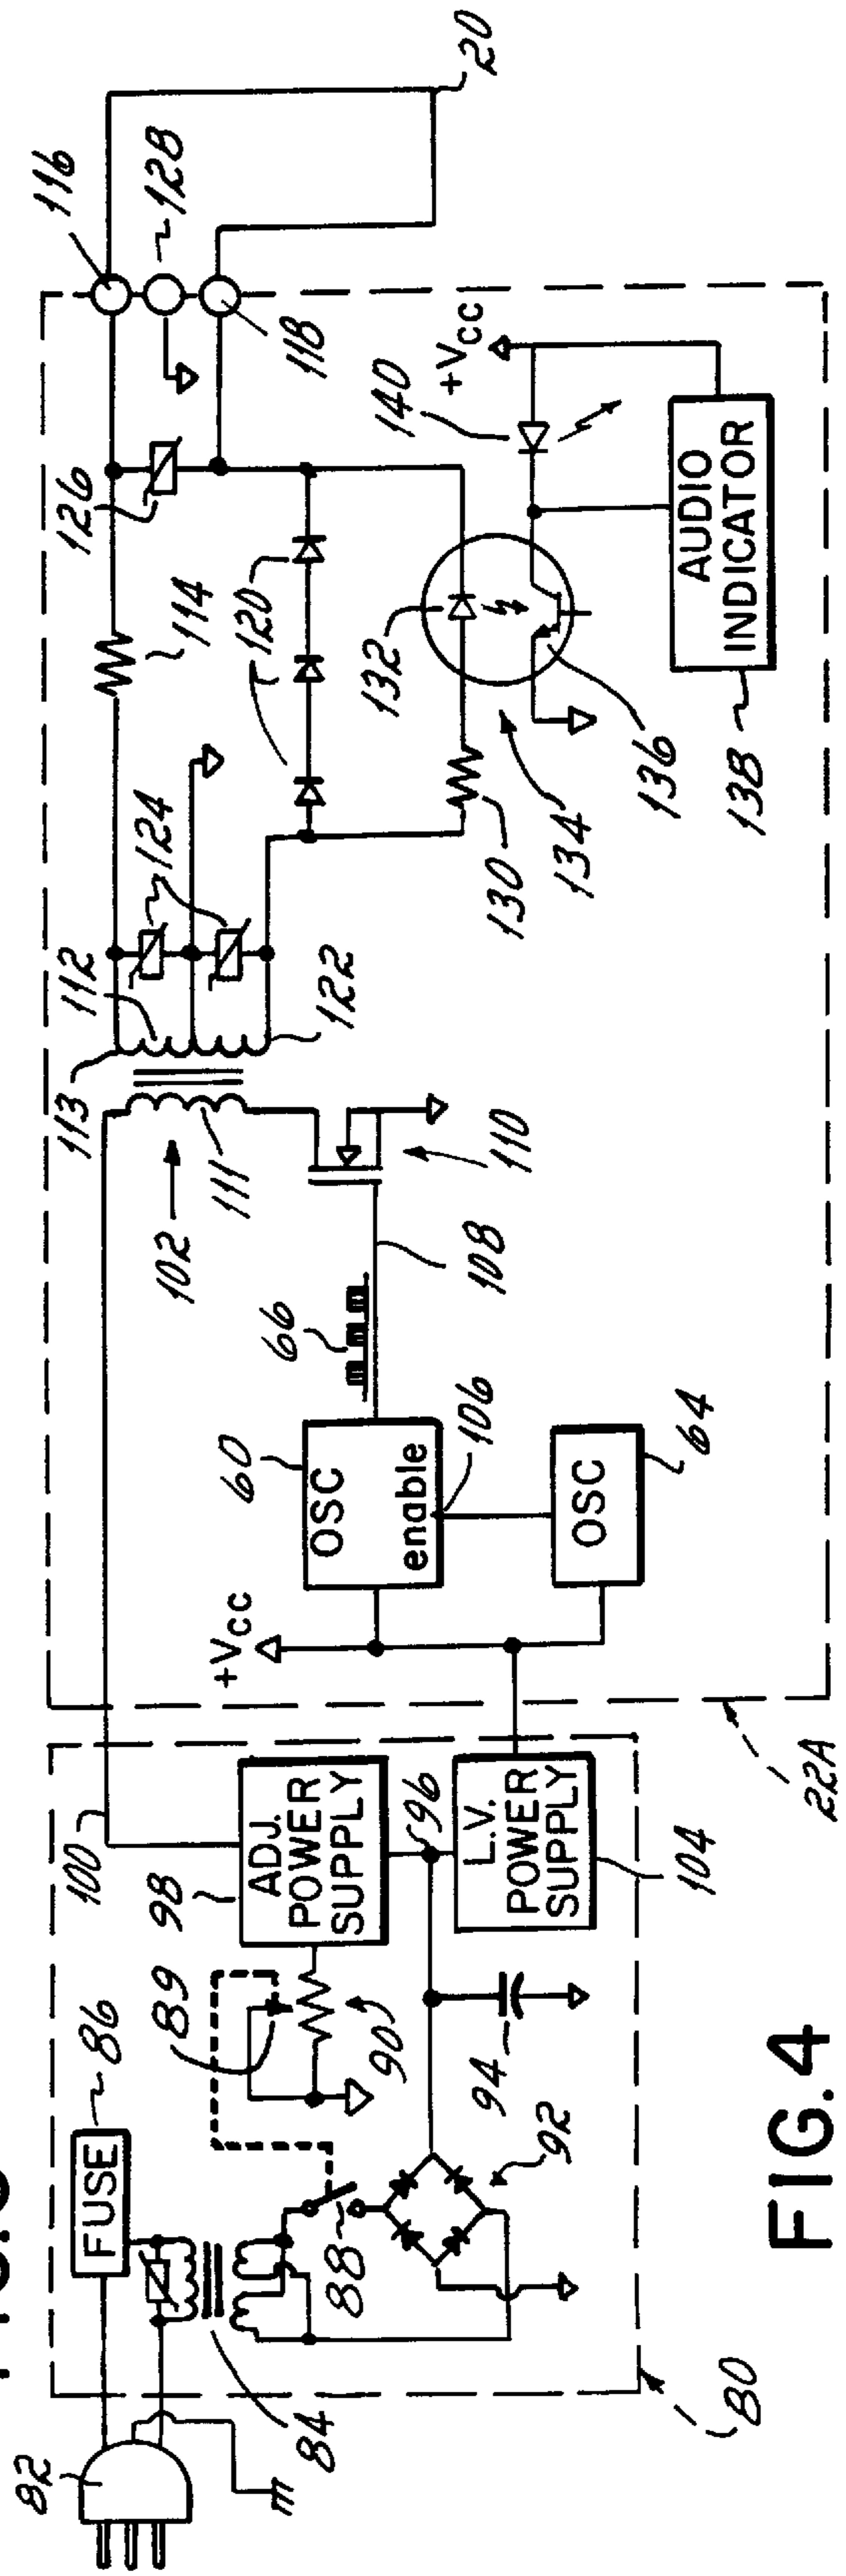 82
FUSE
86
84
88
89
90
92
94
96
98
ADJ.
POWER
SUPPLY
100
L.V.
POWER
SUPPLY
104
80
+Vcc
OSC
enable
60
106
OSC
64
66
108
110
102
111
113
112
122
124
114
120
126
116
128
118
20
130
132
134
136
140
+Vcc
AUDIO
INDICATOR
138
22A
FIG.4